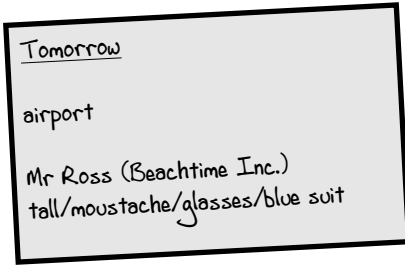 Tomorrow
airport
Mr Ross (Beachtime Inc.)
tall/moustache/glasses/blue suit